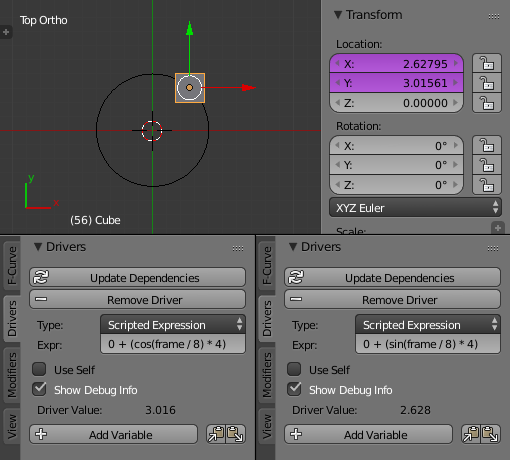 Top Ortho
y
x
(56) Cube
Transform
Location:
X: 2.62795
Y: 3.01561
Z: 0.00000
Rotation:
X: 0°
Y: 0°
Z: 0°
XYZ Euler
Scale:
F-Curve
Drivers
Modifiers
View
Drivers
Update Dependencies
Remove Driver
Type: Scripted Expression
Expr: 0 + (cos(frame / 8) * 4)
Use Self
Show Debug Info
Driver Value: 3.016
Add Variable
F-Curve
Drivers
Modifiers
View
Drivers
Update Dependencies
Remove Driver
Type: Scripted Expression
Expr: 0 + (sin(frame / 8) * 4)
Use Self
Show Debug Info
Driver Value: 2.628
Add Variable